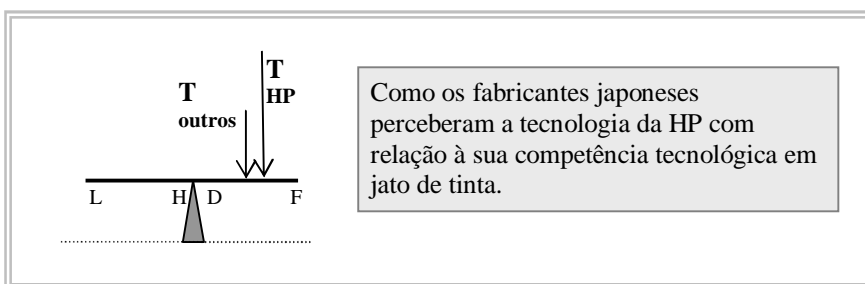 T
HP
T
outros
L H D F
Como os fabricantes japoneses
perceberam a tecnologia da HP com
relação à sua competência tecnológica em
jato de tinta.